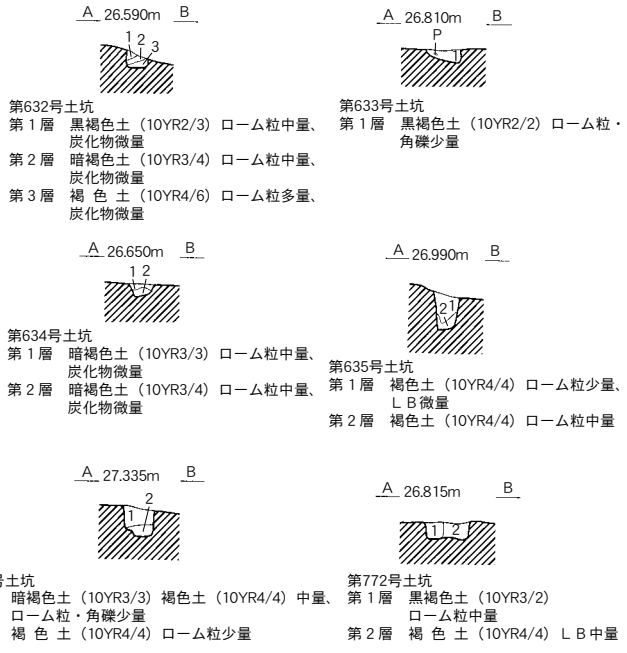 A 26.590m B
1 2 3
第632号土坑
第１層 黒褐色土（10YR2/3）ローム粒中量、
炭化物微量
第２層 暗褐色土（10YR3/4）ローム粒中量、
炭化物微量
第３層 褐 色 土（10YR4/6）ローム粒多量、
炭化物微量
A 26.810m B
P
1
第633号土坑
第１層 黒褐色土（10YR2/2）ローム粒・
角礫少量
A 26.650m B
1 2
第634号土坑
第１層 暗褐色土（10YR3/3）ローム粒中量、
炭化物微量
第２層 暗褐色土（10YR3/4）ローム粒中量、
炭化物微量
A 26.990m B
2 1
第635号土坑
第１層 褐色土（10YR4/4）ローム粒少量、
ＬＢ微量
第２層 褐色土（10YR4/4）ローム粒中量
A 27.335m B
1 2
号土坑
暗褐色土（10YR3/3）褐色土（10YR4/4）中量、
ローム粒・角礫少量
褐 色 土（10YR4/4）ローム粒少量
A 26.815m B
1 2
第772号土坑
第１層 黒褐色土（10YR3/2）
ローム粒中量
第２層 褐 色 土（10YR4/4）ＬＢ中量